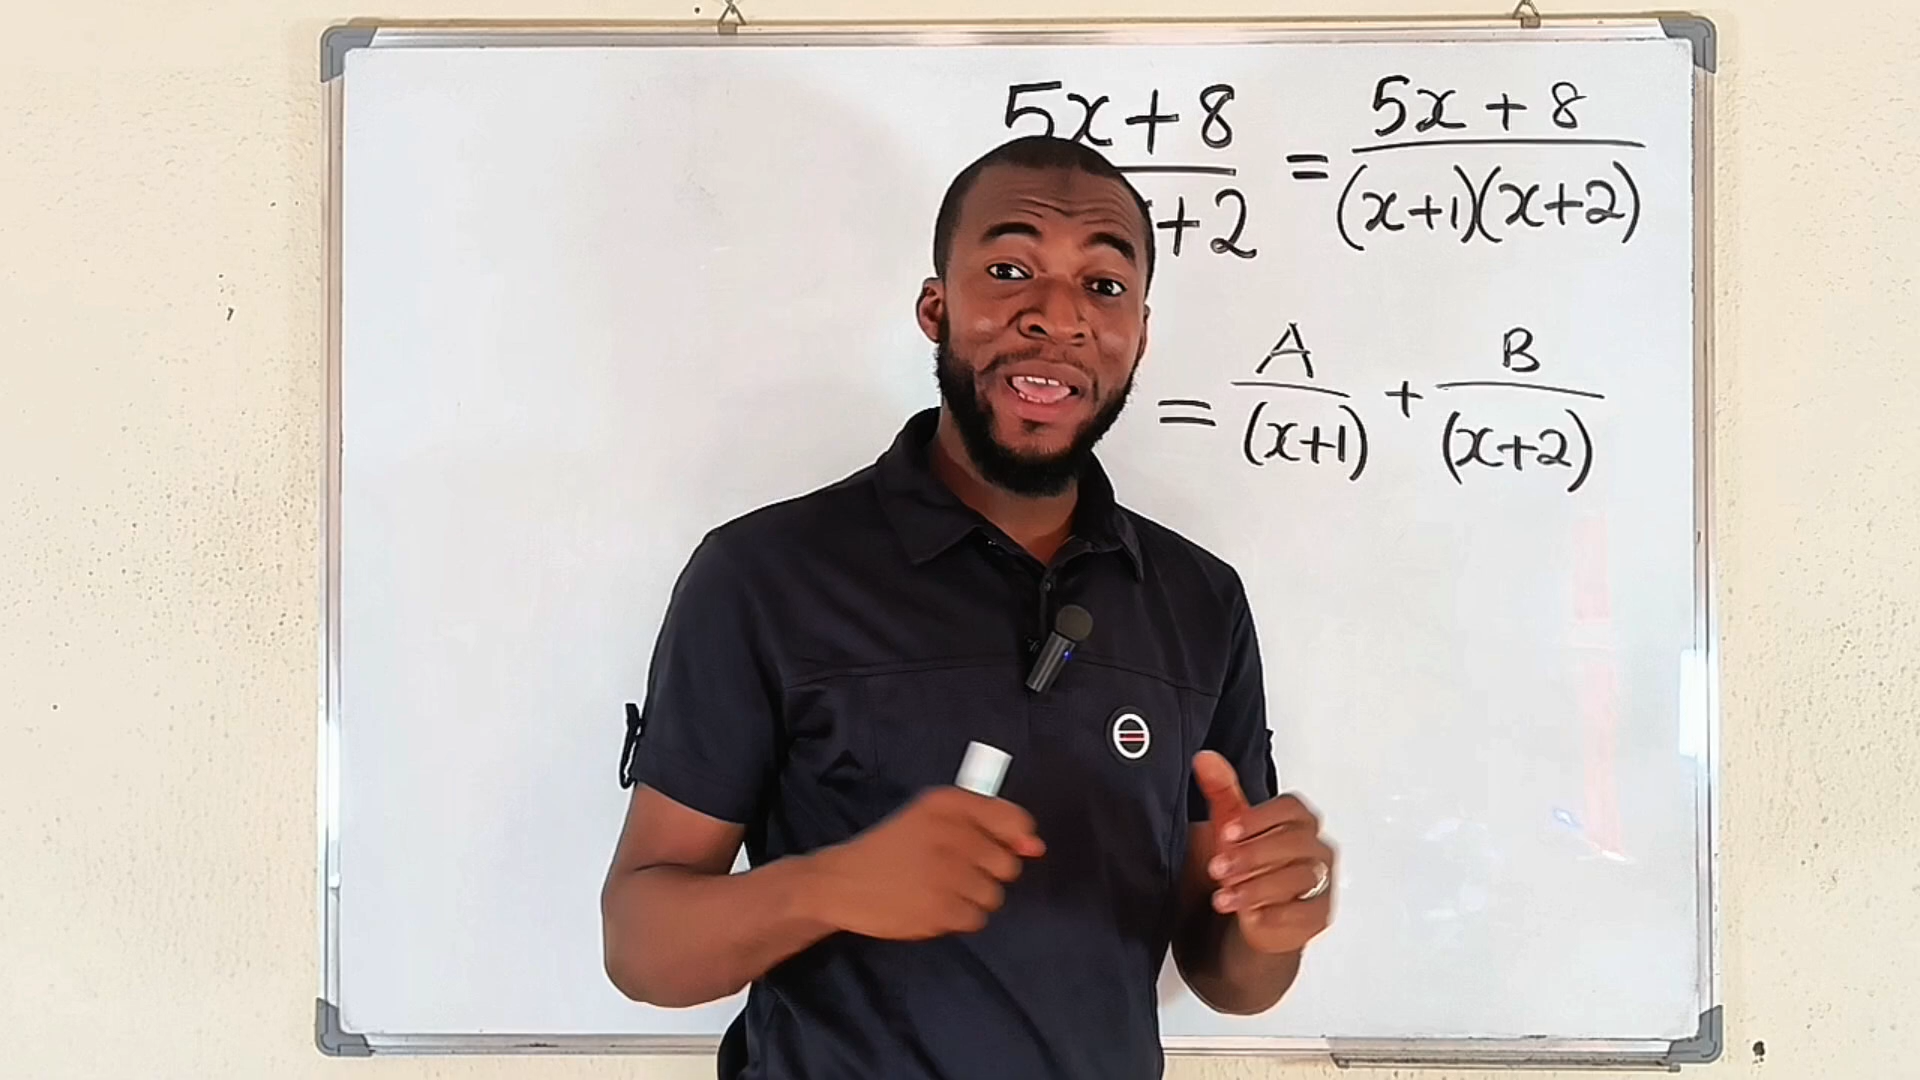 5x+8 = 5x+8
+2 (x+1)(x+2)
= A/(x+1) + B/(x+2)